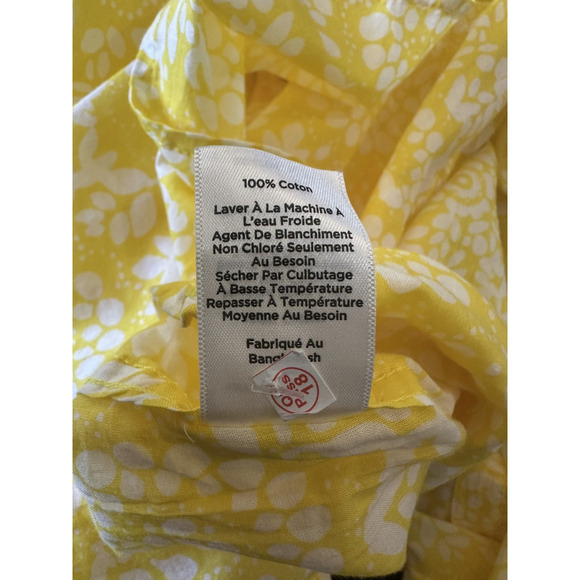 100% Coton
Laver À La Machine À
L'eau Froide
Agent De Blanchiment
Non Chloré Seulement
Au Besoin
Sécher Par Culbutage
À Basse Température
Repasser À Température
Moyenne Au Besoin
Fabriqué Au